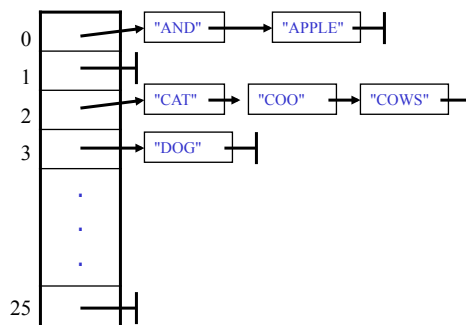 0 "AND" "APPLE"
1
2 "CAT" "COO" "COWS"
3 "DOG"
25